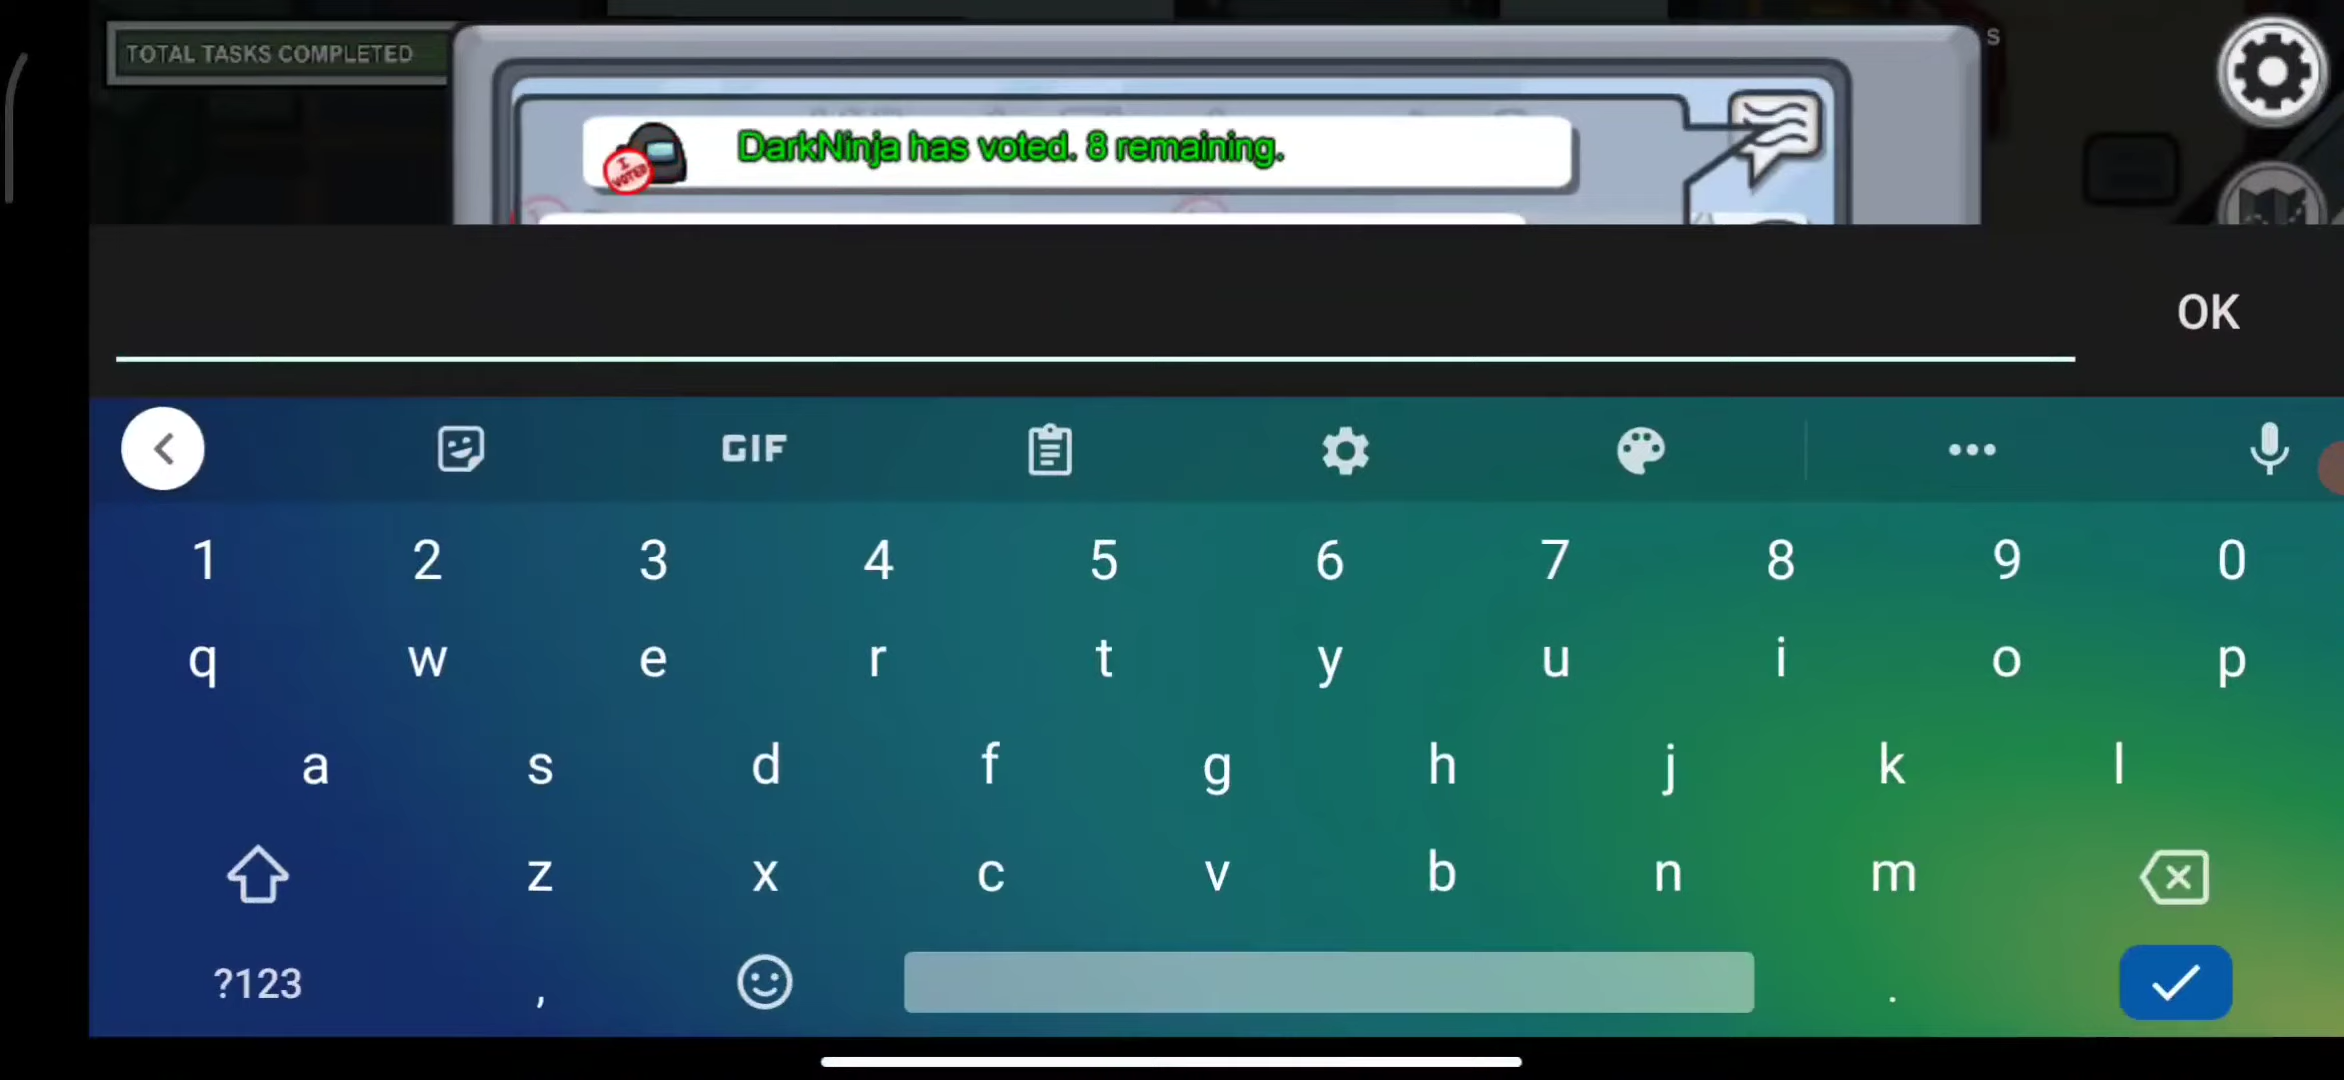 TOTAL TASKS COMPLETED
S
I VOTED
DarkNinja has voted. 8 remaining.
OK
GIF
1 2 3 4 5 6 7 8 9 0
q w e r t y u i o p
a s d f g h j k l
z x c v b n m
?123 , .